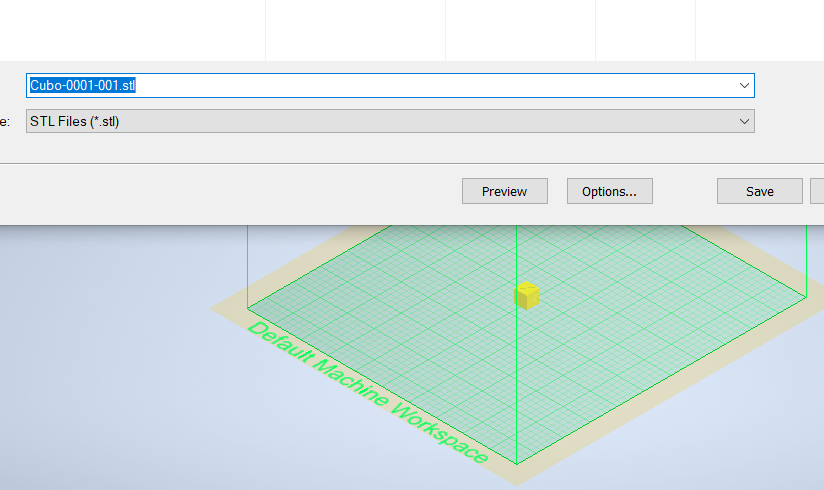 Cubo-0001-001.stl
e:
STL Files (*.stl)
Preview
Options...
Save
Default Machine Workspace